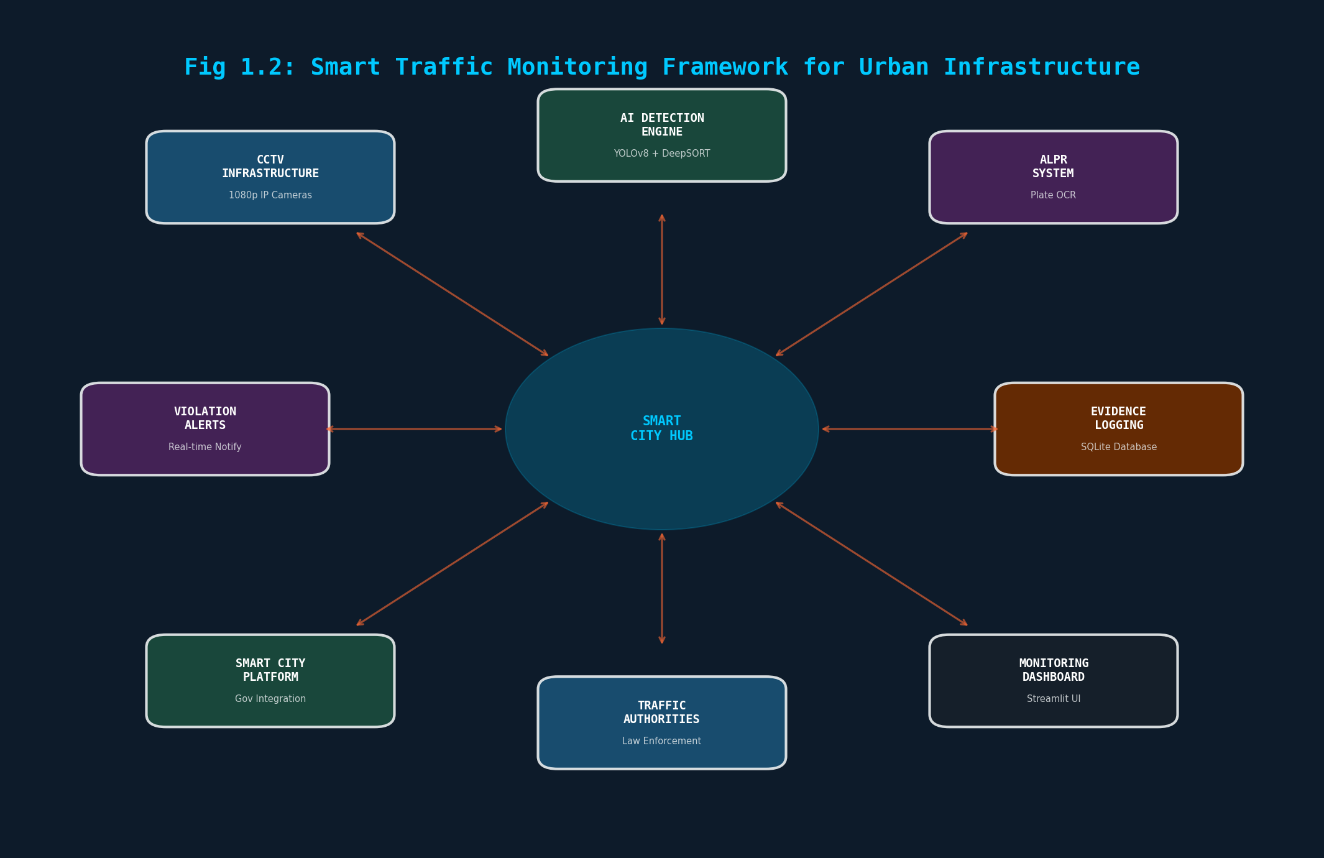 Fig 1.2: Smart Traffic Monitoring Framework for Urban Infrastructure
AI DETECTION
ENGINE
YOLOv8 + DeepSORT
CCTV
INFRASTRUCTURE
1080p IP Cameras
ALPR
SYSTEM
Plate OCR
VIOLATION
ALERTS
Real-time Notify
SMART
CITY HUB
EVIDENCE
LOGGING
SQLite Database
SMART CITY
PLATFORM
Gov Integration
TRAFFIC
AUTHORITIES
Law Enforcement
MONITORING
DASHBOARD
Streamlit UI